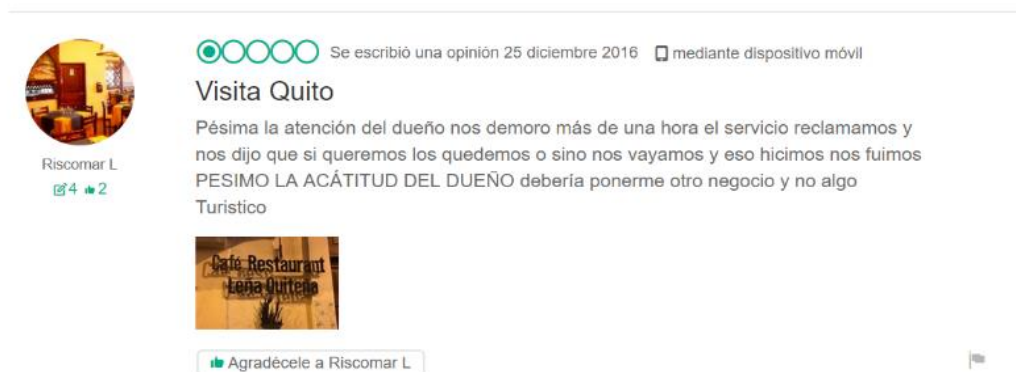 Se escribió una opinión 25 diciembre 2016 mediante dispositivo móvil
Visita Quito
Pésima la atención del dueño nos demoro más de una hora el servicio reclamamos y
nos dijo que si queremos los quedemos o sino nos vayamos y eso hicimos nos fuimos
PESIMO LA ACÁTITUD DEL DUEÑO debería ponerme otro negocio y no algo
Turistico
Riscomar L
4 2
Café Restaurant
Leña Quiteña
Agradécele a Riscomar L